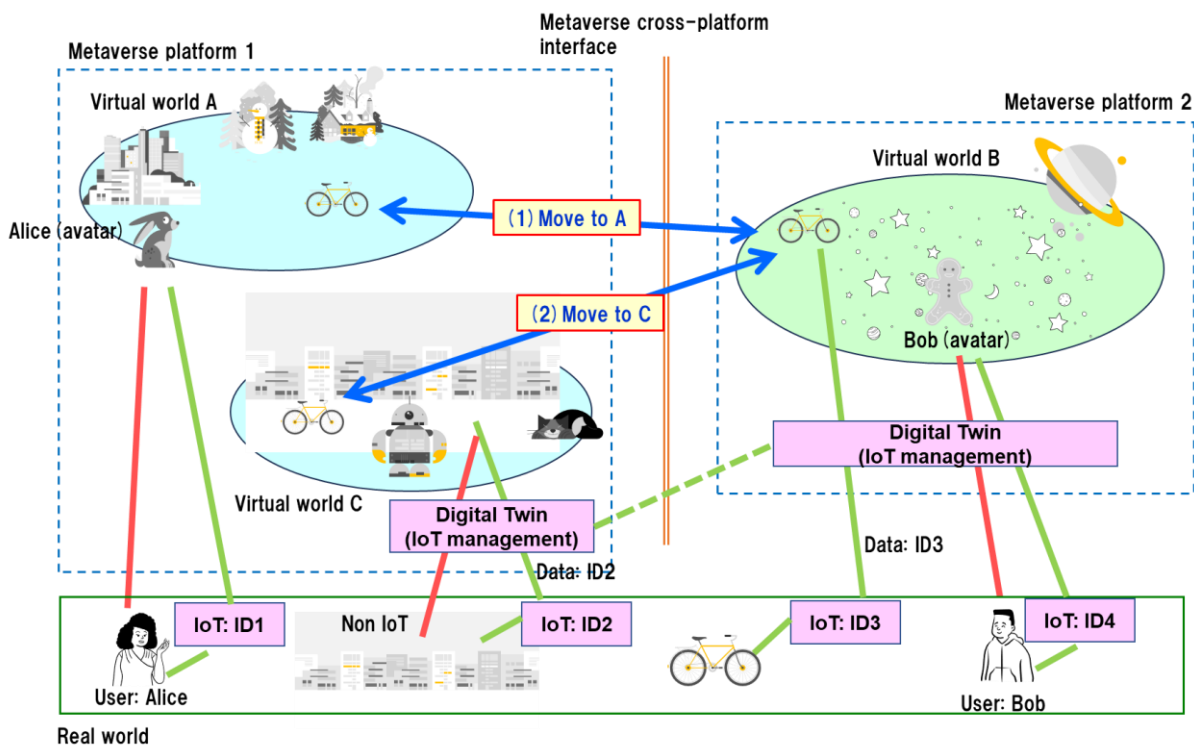 Metaverse cross-platform
interface
Metaverse platform 1
Metaverse platform 2
Virtual world A
Virtual world B
(1) Move to A
Alice (avatar)
(2) Move to C
Bob (avatar)
Digital Twin
(IoT management)
Virtual world C
Digital Twin
(IoT management)
Data: ID3
Data: ID2
IoT: ID1
Non IoT
IoT: ID2
IoT: ID3
IoT: ID4
User: Alice
User: Bob
Real world